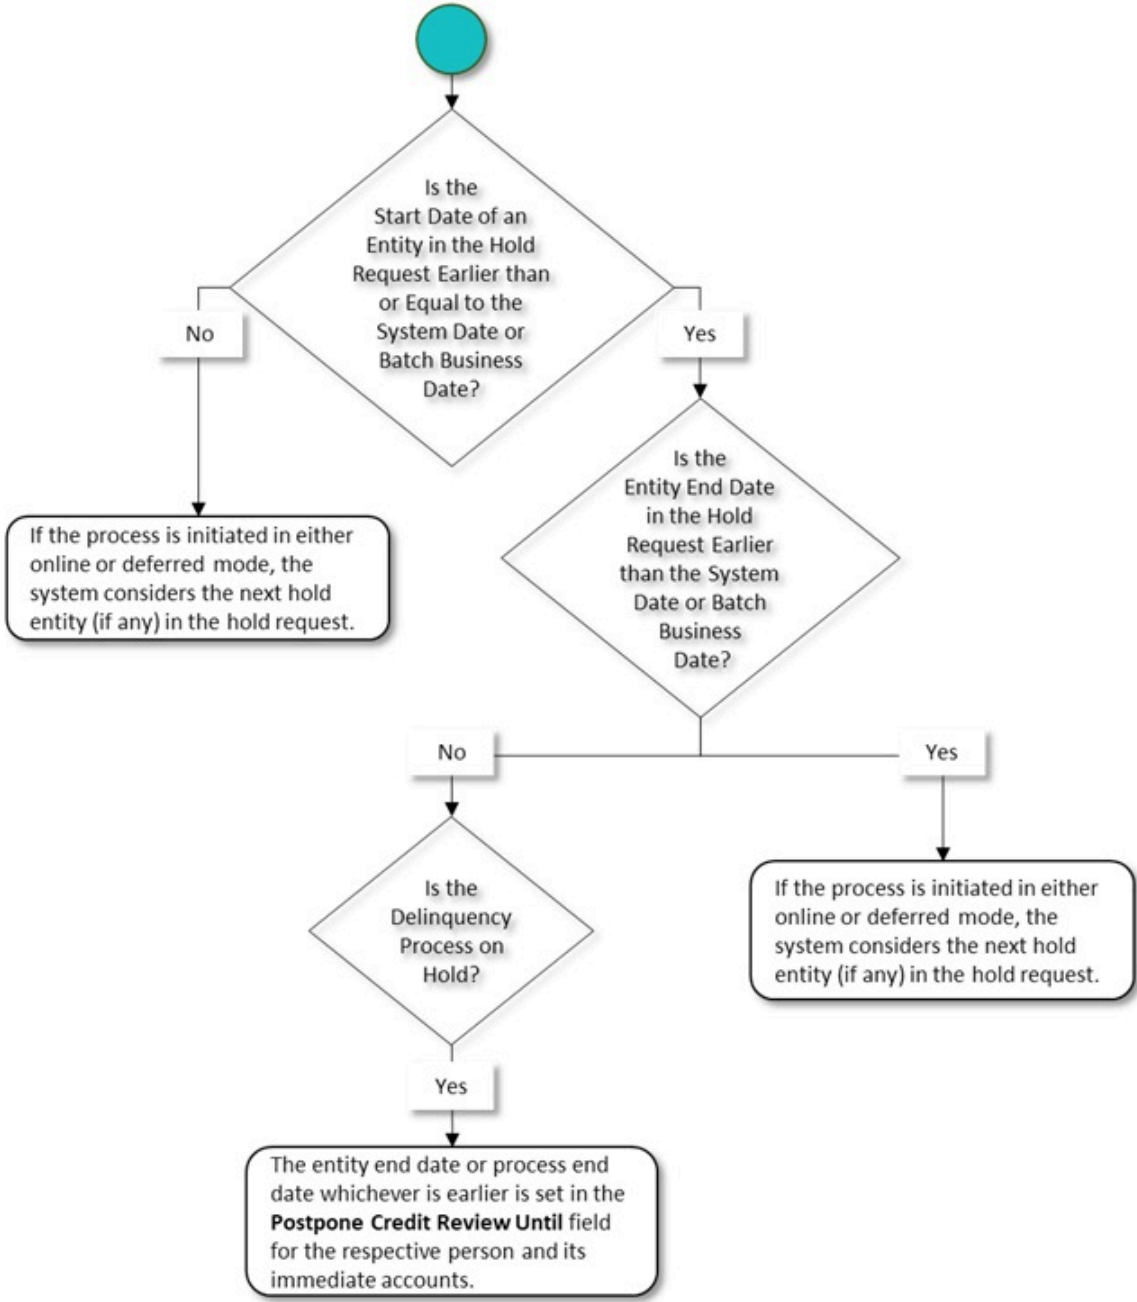 Is the
Start Date of an
Entity in the Hold
Request Earlier than
or Equal to the
System Date or
Batch Business
Date?
No
Yes
If the process is initiated in either
online or deferred mode, the
system considers the next hold
entity (if any) in the hold request.
Is the
Entity End Date
in the Hold
Request Earlier
than the System
Date or Batch
Business
Date?
No
Yes
Is the
Delinquency
Process on
Hold?
If the process is initiated in either
online or deferred mode, the
system considers the next hold
entity (if any) in the hold request.
Yes
The entity end date or process end
date whichever is earlier is set in the
Postpone Credit Review Until field
for the respective person and its
immediate accounts.